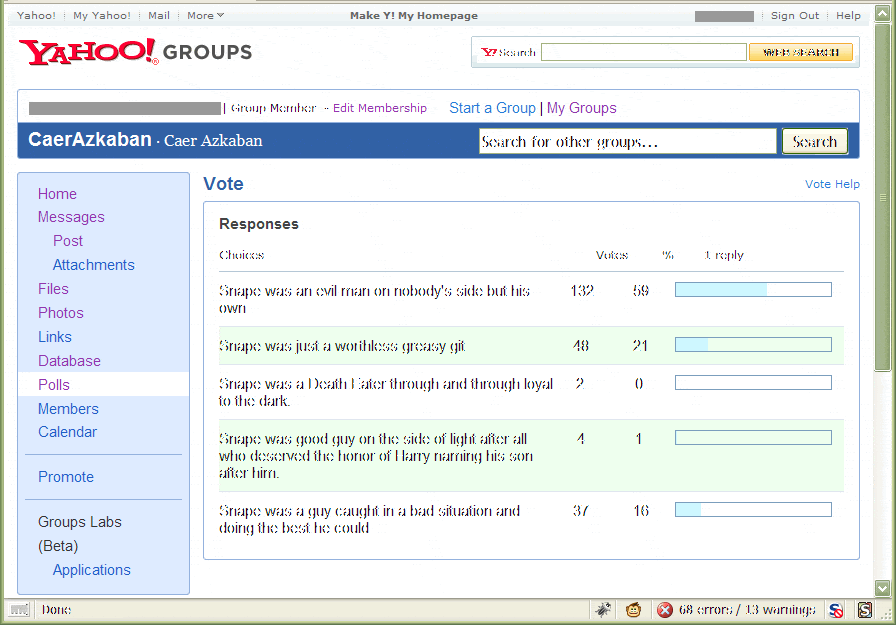 Yahoo! My Yahoo! Mail More Make Y! My Homepage Sign Out Help
YAHOO!® GROUPS
Y! Search WEB SEARCH
| Group Member - Edit Membership Start a Group | My Groups
CaerAzkaban · Caer Azkaban Search for other groups... Search
Home
Messages
Post
Attachments
Files
Photos
Links
Database
Polls
Members
Calendar
Promote
Groups Labs
(Beta)
Applications
Vote Vote Help
Responses
Choices Votes % 1 reply
Snape was an evil man on nobody's side but his 132 59
own
Snape was just a worthless greasy git 48 21
Snape was a Death Eater through and through loyal 2 0
to the dark.
Snape was good guy on the side of light after all 4 1
who deserved the honor of Harry naming his son
after him.
Snape was a guy caught in a bad situation and 37 16
doing the best he could
Done 68 errors / 13 warnings S S